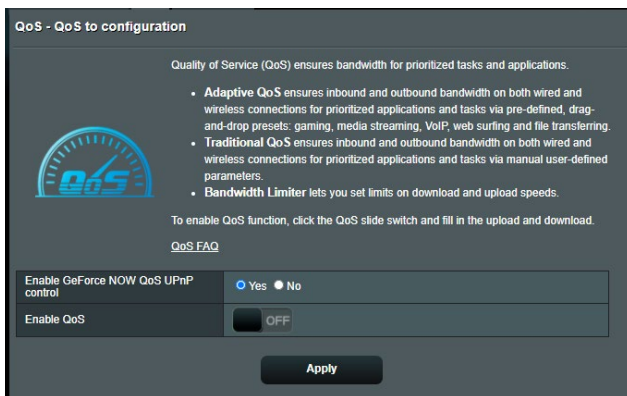 QoS - QoS to configuration
Quality of Service (QoS) ensures bandwidth for prioritized tasks and applications.
• Adaptive QoS ensures inbound and outbound bandwidth on both wired and
wireless connections for prioritized applications and tasks via pre-defined, drag-
and-drop presets: gaming, media streaming, VoIP, web surfing and file transferring.
• Traditional QoS ensures inbound and outbound bandwidth on both wired and
wireless connections for prioritized applications and tasks via manual user-defined
parameters.
• Bandwidth Limiter lets you set limits on download and upload speeds.
QoS
To enable QoS function, click the QoS slide switch and fill in the upload and download.
QoS FAQ
Enable GeForce NOW QoS UPnP
control
Yes No
Enable QoS
OFF
Apply